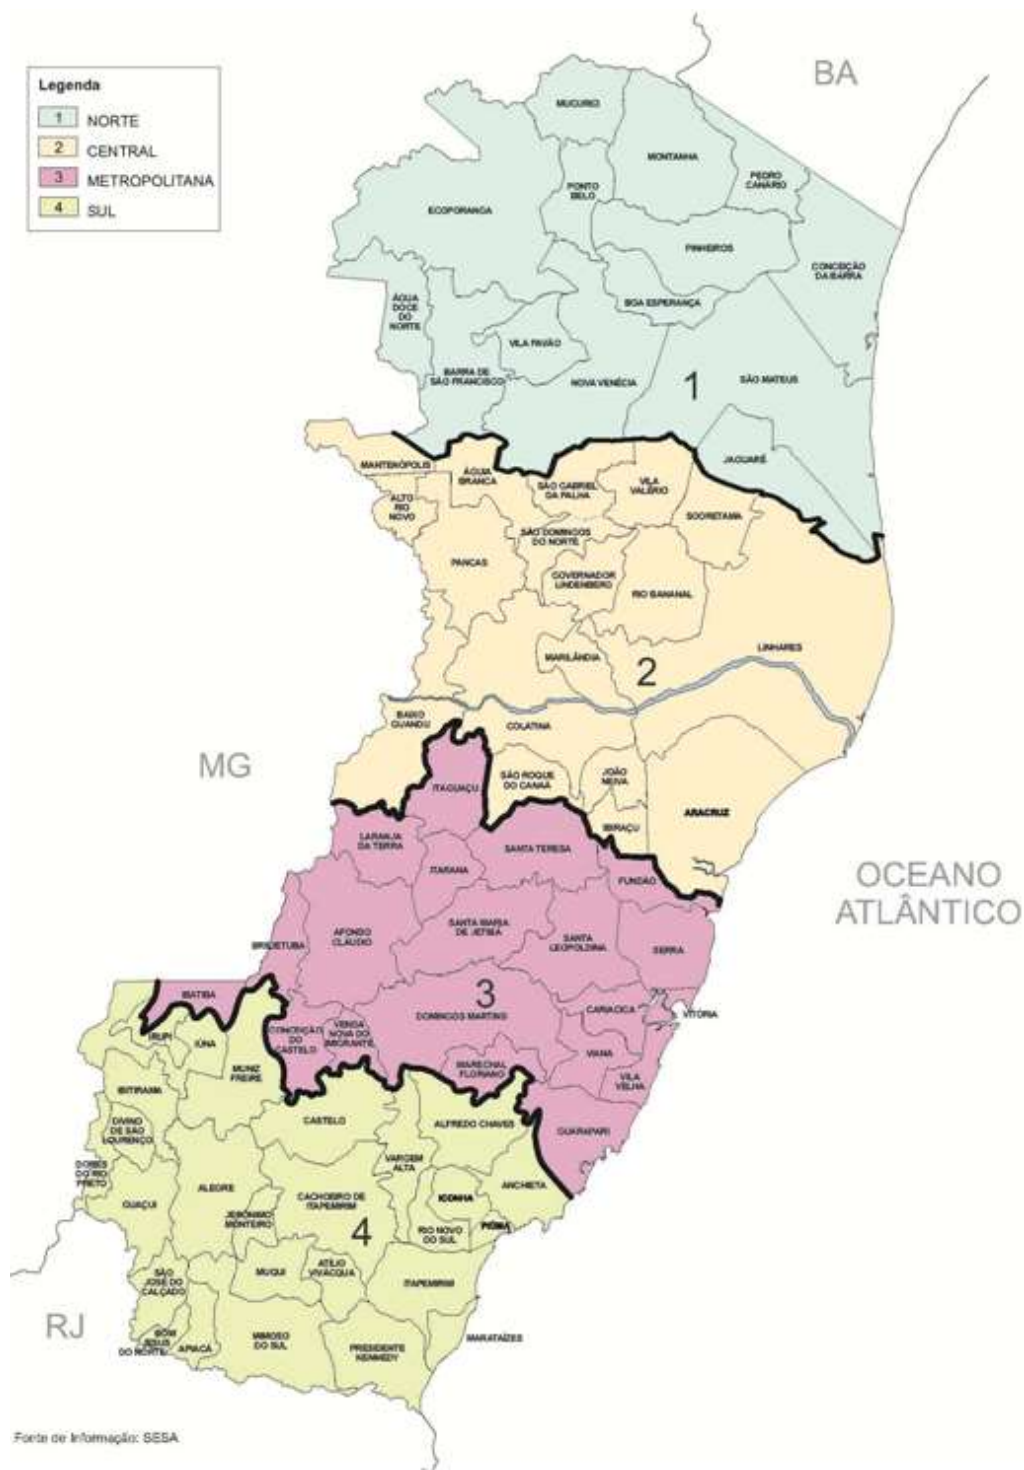 BA
Legenda
1 NORTE
2 CENTRAL
3 METROPOLITANA
4 SUL
MUCURICI
MONTANHA
PEDRO
CANÁRIO
PONTO
BELO
ECOPORANGA
PINHEIROS
CONCEIÇÃO
DA BARRA
ÁGUA
DOCE
DO
NORTE
BOA ESPERANÇA
VILA PAVÃO
BARRA DE
SÃO FRANCISCO
NOVA VENÉCIA
1
SÃO MATEUS
JAGUARÉ
MANTENÓPOLIS
ÁGUIA
BRANCA
SÃO GABRIEL
DA PALHA
VILA
VALÉRIO
ALTO
RIO
NOVO
SOORETAMA
SÃO DOMINGOS
DO NORTE
PANCAS
GOVERNADOR
LINDENBERG
RIO BANANAL
MARILÂNDIA
2
LINHARES
BAIXO
GUANDU
COLATINA
MG
SÃO ROQUE
DO CANAÃ
JOÃO
NEIVA
ITAGUAÇU
IBIRAÇU
ARACRUZ
LARANJA
DA TERRA
SANTA TERESA
ITARANA
FUNDÃO
OCEANO
ATLÂNTICO
BREJETUBA
AFONSO
CLÁUDIO
SANTA MARIA
DE JETIBÁ
SANTA
LEOPOLDINA
SERRA
IBATIBA
3
CARIACICA
VITÓRIA
DOMINGOS MARTINS
CONCEIÇÃO
DO
CASTELO
VENDA
NOVA DO
IMIGRANTE
IRUPI
IÚNA
VIANA
MUNIZ
FREIRE
MARECHAL
FLORIANO
VILA
VELHA
IBITIRAMA
DIVINO
DE SÃO
LOURENÇO
CASTELO
ALFREDO CHAVES
GUARAPARI
VARGEM
ALTA
DORES
DO RIO
PRETO
GUAÇUÍ
ALEGRE
JERÔNIMO
MONTEIRO
CACHOEIRO DE
ITAPEMIRIM
ICONHA
ANCHIETA
4
RIO NOVO
DO SUL
PIÚMA
SÃO
JOSÉ DO
CALÇADO
MUQUI
ATÍLIO
VIVACQUA
ITAPEMIRIM
RJ
BOM
JESUS
DO NORTE
APIACÁ
MIMOSO
DO SUL
PRESIDENTE
KENNEDY
MARATAÍZES
Fonte de Informação: SESA